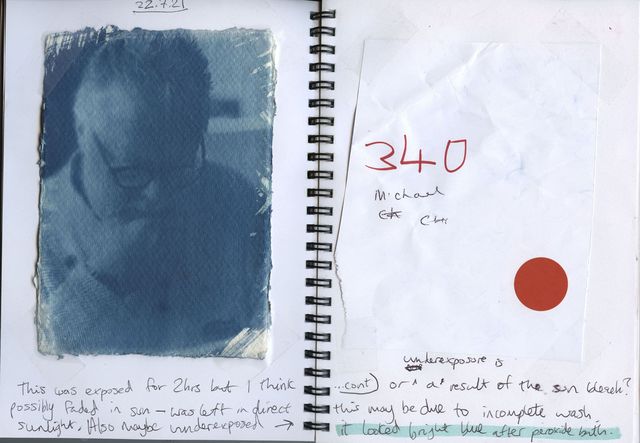 22.7.21
This was exposed for 2hrs but I think
possibly faded in sun - was left in direct
sunlight. Also maybe underexposed →
340
Michael
underexposure is
...cont) or ^ a result of the sun bleach?
this may be due to incomplete wash.
it looked bright blue after peroxide bath.